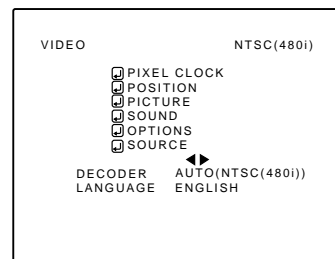 VIDEO NTSC(480i)
PIXEL CLOCK
POSITION
PICTURE
SOUND
OPTIONS
SOURCE
DECODER AUTO(NTSC(480i))
LANGUAGE ENGLISH